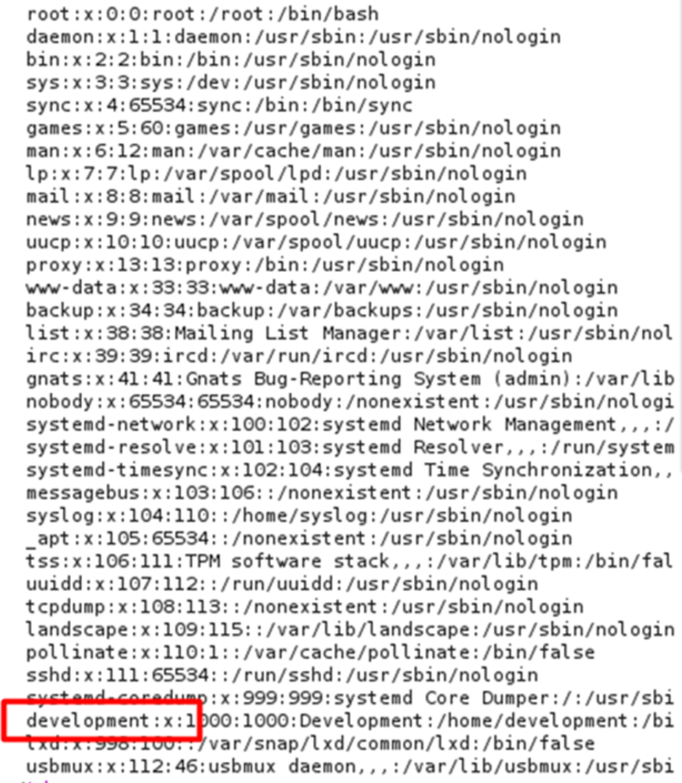 root:x:0:0:root:/root:/bin/bash
daemon:x:1:1:daemon:/usr/sbin:/usr/sbin/nologin
bin:x:2:2:bin:/bin:/usr/sbin/nologin
sys:x:3:3:sys:/dev:/usr/sbin/nologin
sync:x:4:65534:sync:/bin:/bin/sync
games:x:5:60:games:/usr/games:/usr/sbin/nologin
man:x:6:12:man:/var/cache/man:/usr/sbin/nologin
lp:x:7:7:lp:/var/spool/lpd:/usr/sbin/nologin
mail:x:8:8:mail:/var/mail:/usr/sbin/nologin
news:x:9:9:news:/var/spool/news:/usr/sbin/nologin
uucp:x:10:10:uucp:/var/spool/uucp:/usr/sbin/nologin
proxy:x:13:13:proxy:/bin:/usr/sbin/nologin
www-data:x:33:33:www-data:/var/www:/usr/sbin/nologin
backup:x:34:34:backup:/var/backups:/usr/sbin/nologin
list:x:38:38:Mailing List Manager:/var/list:/usr/sbin/nol
irc:x:39:39:ircd:/var/run/ircd:/usr/sbin/nologin
gnats:x:41:41:Gnats Bug-Reporting System (admin):/var/lib
nobody:x:65534:65534:nobody:/nonexistent:/usr/sbin/nologi
systemd-network:x:100:102:systemd Network Management,,,:/
systemd-resolve:x:101:103:systemd Resolver,,,:/run/system
systemd-timesync:x:102:104:systemd Time Synchronization,,
messagebus:x:103:106::/nonexistent:/usr/sbin/nologin
syslog:x:104:110::/home/syslog:/usr/sbin/nologin
_apt:x:105:65534::/nonexistent:/usr/sbin/nologin
tss:x:106:111:TPM software stack,,,:/var/lib/tpm:/bin/fal
uuidd:x:107:112::/run/uuidd:/usr/sbin/nologin
tcpdump:x:108:113::/nonexistent:/usr/sbin/nologin
landscape:x:109:115::/var/lib/landscape:/usr/sbin/nologin
pollinate:x:110:1::/var/cache/pollinate:/bin/false
sshd:x:111:65534::/run/sshd:/usr/sbin/nologin
systemd-coredump:x:999:999:systemd Core Dumper:/:/usr/sbi
development:x:1000:1000:Development:/home/development:/bi
lxd:x:998:100::/var/snap/lxd/common/lxd:/bin/false
usbmux:x:112:46:usbmux daemon,,,:/var/lib/usbmux:/usr/sbi